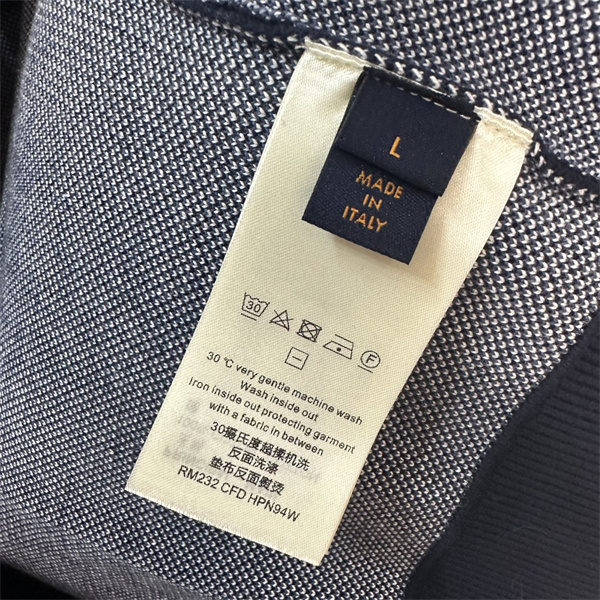 L
MADE
IN
ITALY
30
F
30 ℃ very gentle machine wash
Wash inside out
Iron inside out protecting garment
with a fabric in between
30摄氏度超揉机洗
反面洗涤
垫布反面熨烫
RM232 CFD HPN94W